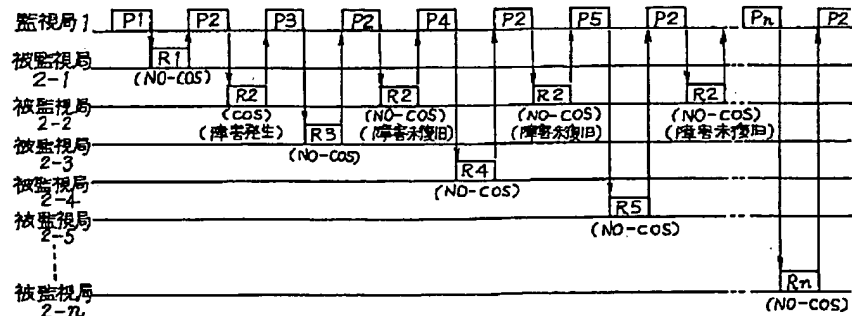 監視局1 P1 P2 P3 P2 P4 P2 P5 P2 Pn P2
被監視局 2-1 R1 (NO-COS)
被監視局 2-2 R2 (COS) (障害発生) R2 (NO-COS) (障害未復旧) R2 (NO-COS) (障害未復旧) R2 (NO-COS) (障害未復旧)
被監視局 2-3 R3 (NO-COS)
被監視局 2-4 R4 (NO-COS)
被監視局 2-5 R5 (NO-COS)
被監視局 2-n Rn (NO-COS)